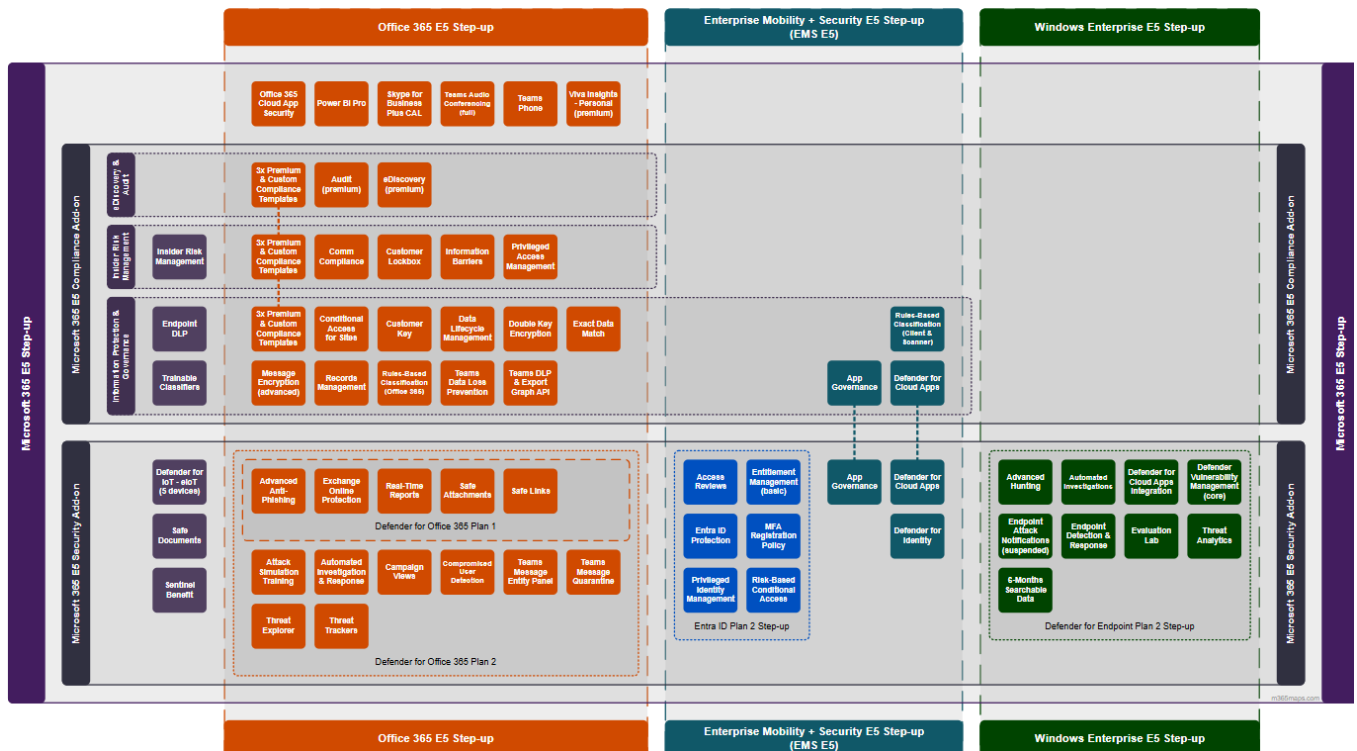 Office 365 E5 Step-up
Enterprise Mobility + Security E5 Step-up
(EMS E5)
Windows Enterprise E5 Step-up
Microsoft 365 E5 Step-up
Microsoft 365 E5 Step-up
Office 365
Cloud App
Security
Power BI Pro
Skype for
Business
Plus CAL
Teams Audio
Conferencing
(full)
Teams
Phone
Viva Insights
- Personal
(premium)
Microsoft 365 E5 Compliance Add-on
Microsoft 365 E5 Compliance Add-on
eDiscovery &
Audit
3x Premium
& Custom
Compliance
Templates
Audit
(premium)
eDiscovery
(premium)
Insider Risk
Management
Insider Risk
Management
3x Premium
& Custom
Compliance
Templates
Comm
Compliance
Customer
Lockbox
Information
Barriers
Privileged
Access
Management
Information Protection &
Governance
Endpoint
DLP
3x Premium
& Custom
Compliance
Templates
Conditional
Access
for Sites
Customer
Key
Data
Lifecycle
Management
Double Key
Encryption
Exact Data
Match
Rules-Based
Classification
(Client &
Scanner)
Trainable
Classifiers
Message
Encryption
(advanced)
Records
Management
Rules-Based
Classification
(Office 365)
Teams
Data Loss
Prevention
Teams DLP
& Export
Graph API
App
Governance
Defender for
Cloud Apps
Microsoft 365 E5 Security Add-on
Microsoft 365 E5 Security Add-on
Defender for
IoT - eIoT
(5 devices)
Safe
Documents
Sentinel
Benefit
Advanced
Anti-
Phishing
Exchange
Online
Protection
Real-Time
Reports
Safe
Attachments
Safe Links
Defender for Office 365 Plan 1
Attack
Simulation
Training
Automated
Investigation
& Response
Campaign
Views
Compromised
User
Detection
Teams
Message
Entity Panel
Teams
Message
Quarantine
Threat
Explorer
Threat
Trackers
Defender for Office 365 Plan 2
Access
Reviews
Entitlement
Management
(basic)
Entra ID
Protection
MFA
Registration
Policy
Privileged
Identity
Management
Risk-Based
Conditional
Access
Entra ID Plan 2 Step-up
App
Governance
Defender for
Cloud Apps
Defender for
Identity
Advanced
Hunting
Automated
Investigations
Defender for
Cloud Apps
Integration
Defender
Vulnerability
Management
(core)
Endpoint
Attack
Notifications
(suspended)
Endpoint
Detection &
Response
Evaluation
Lab
Threat
Analytics
6-Months
Searchable
Data
Defender for Endpoint Plan 2 Step-up
m365maps.com
Office 365 E5 Step-up
Enterprise Mobility + Security E5 Step-up
(EMS E5)
Windows Enterprise E5 Step-up